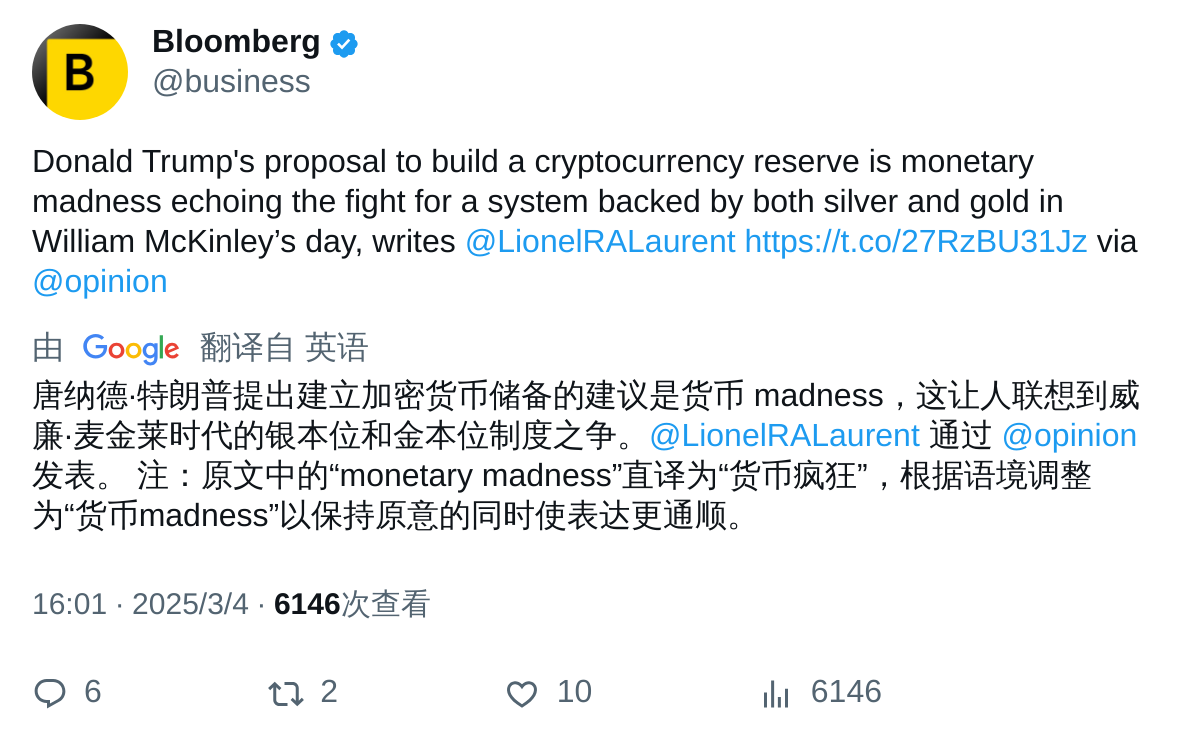 Bloomberg
@business
Donald Trump's proposal to build a cryptocurrency reserve is monetary
madness echoing the fight for a system backed by both silver and gold in
William McKinley’s day, writes @LionelRALaurent https://t.co/27RzBU31Jz via
@opinion
由 Google 翻译自 英语
唐纳德·特朗普提出建立加密货币储备的建议是货币 madness，这让人联想到威
廉·麦金莱时代的银本位和金本位制度之争。@LionelRALaurent 通过 @opinion
发表。 注：原文中的“monetary madness”直译为“货币疯狂”，根据语境调整
为“货币madness”以保持原意的同时使表达更通顺。
16:01 · 2025/3/4 · 6146次查看
6 2 10 6146